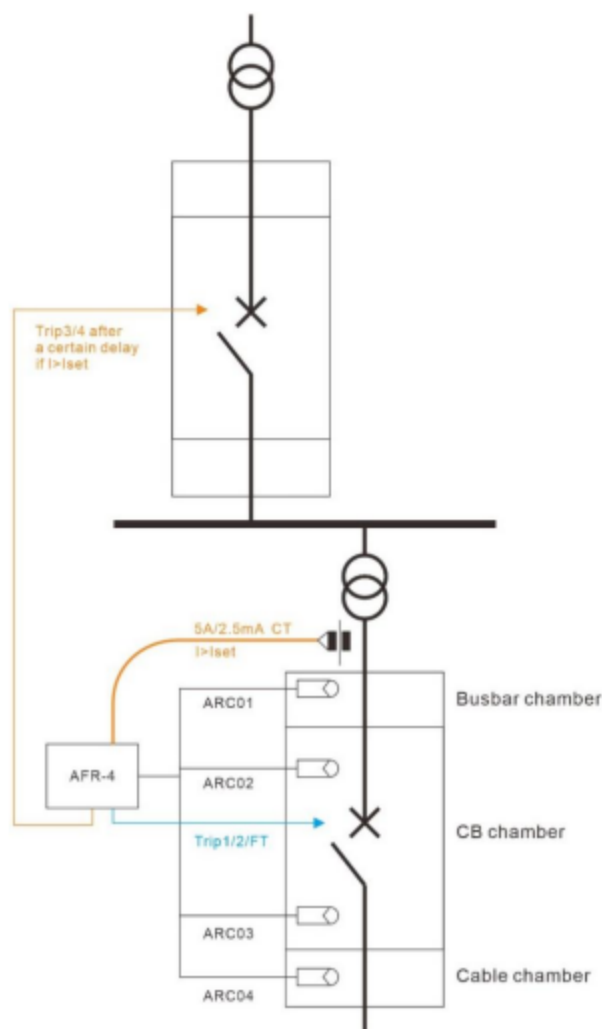 Trip3/4 after
a certain delay
if I>Iset
5A/2.5mA CT
I>Iset
ARC01
Busbar chamber
AFR-4
ARC02
Trip1/2/FT
CB chamber
ARC03
ARC04
Cable chamber